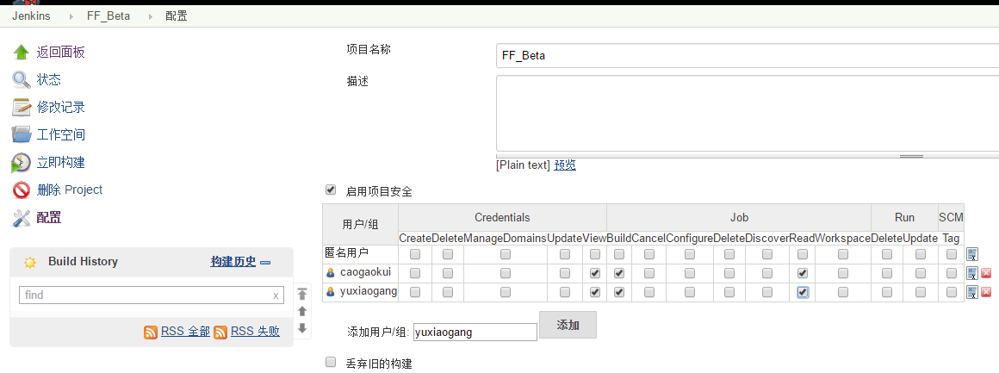 Jenkins FF_Beta 配置
返回面板
状态
修改记录
工作空间
立即构建
删除 Project
配置
Build History 构建历史
find x
RSS 全部 RSS 失败
项目名称 FF_Beta
描述
[Plain text] 预览
启用项目安全
用户/组 Credentials Job Run SCM
Create Delete ManageDomains Update View Build Cancel Configure Delete Discover Read Workspace Delete Update Tag
匿名用户
caogaokui
yuxiaogang
添加用户/组: yuxiaogang 添加
丢弃旧的构建